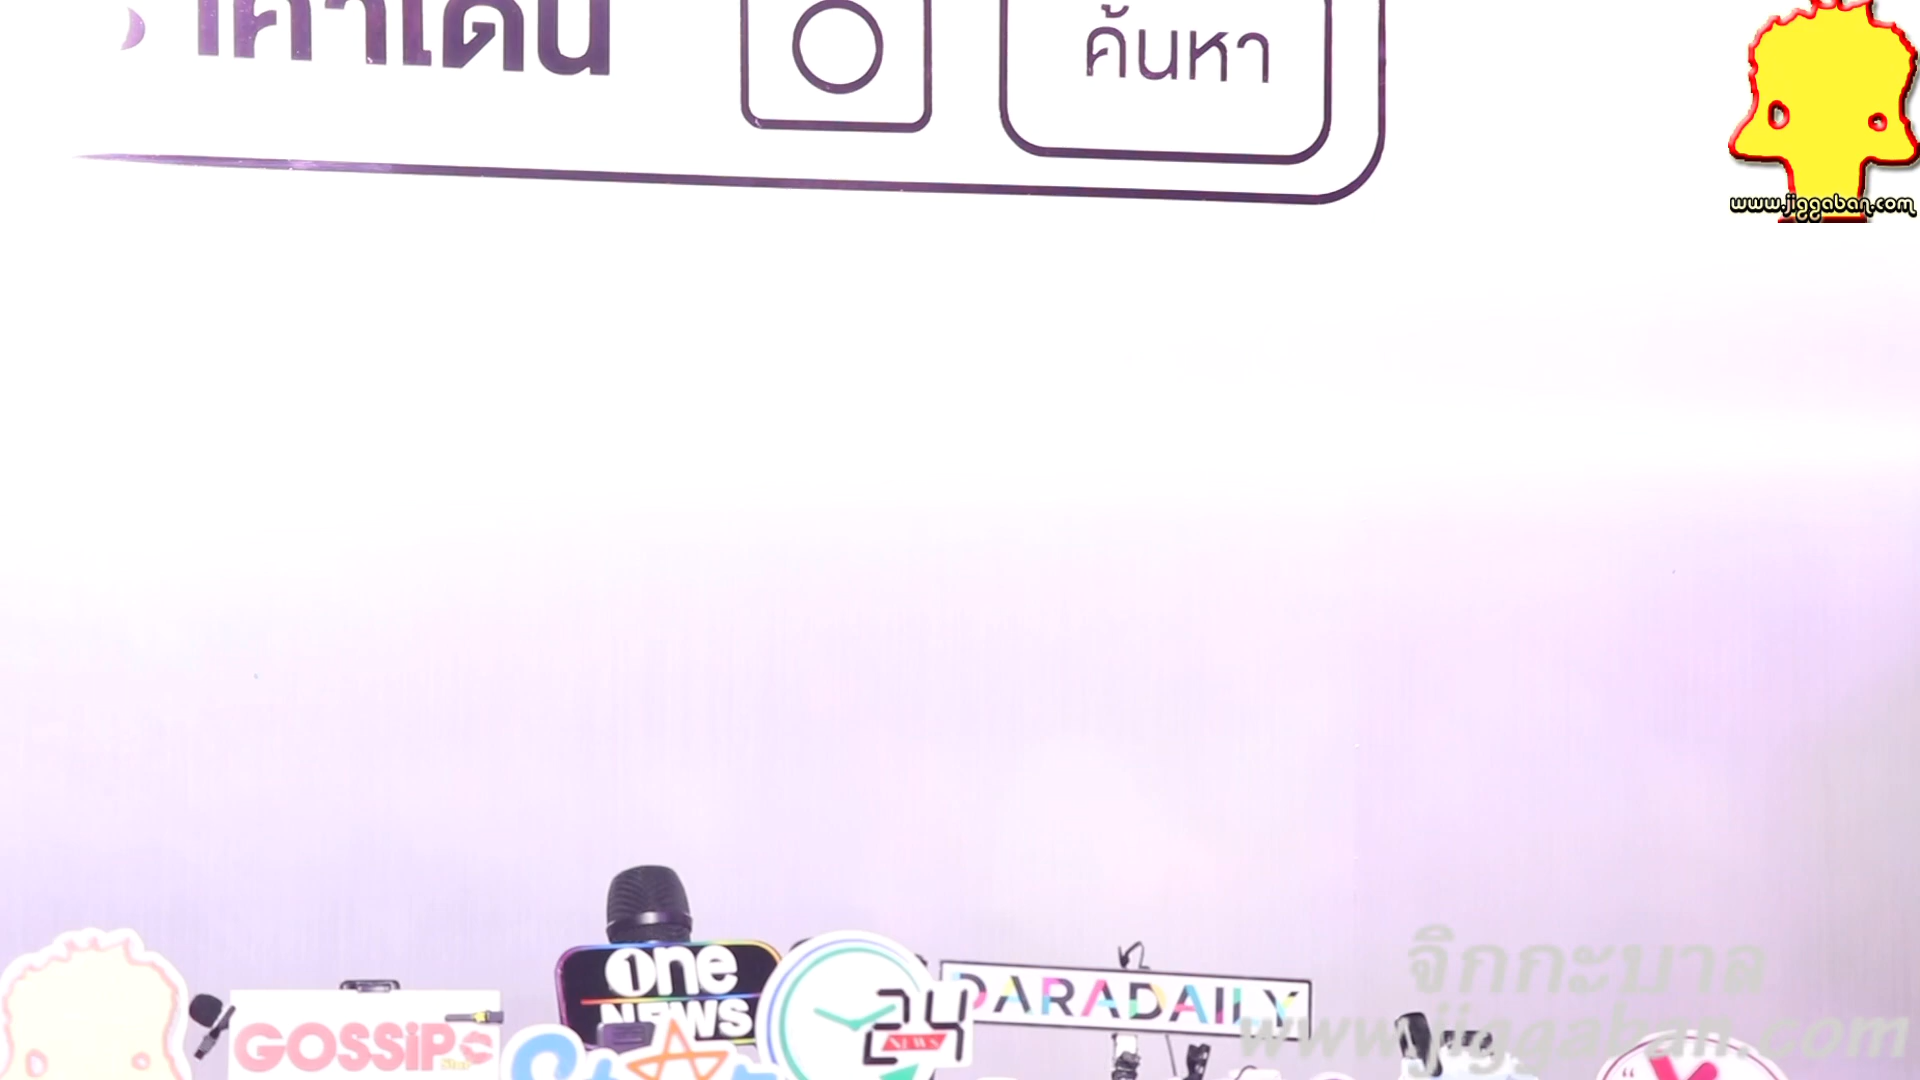 ค้นหา
www.jiggaban.com
one
NEWS
GOSSiP
Star
24
NEWS
DARADAILY
จิกกะบาล
www.jiggaban.com